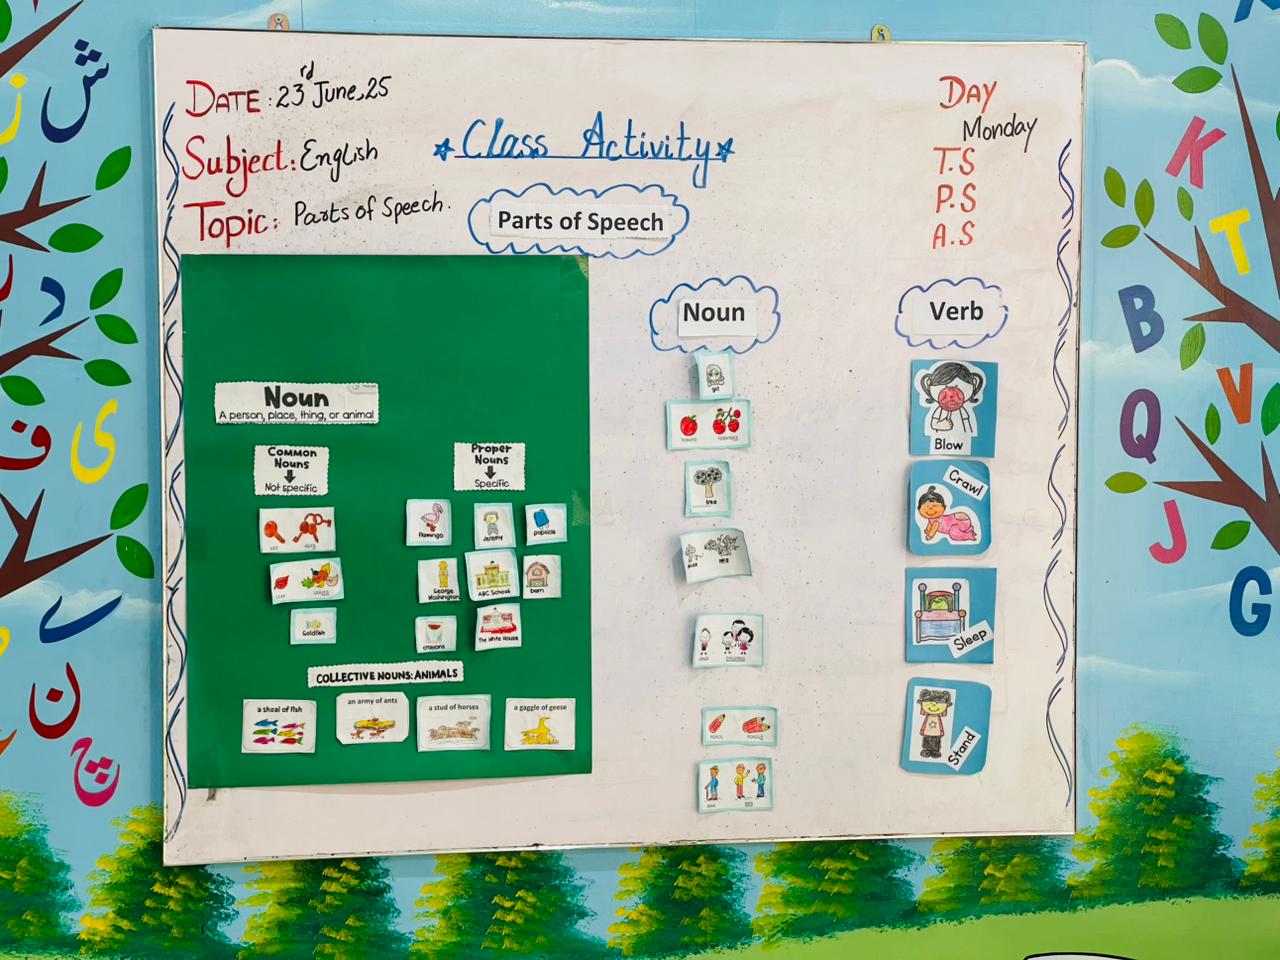 DATE: 23rd June, 25
Subject: English
Topic: Parts of Speech.
Class Activity
DAY
Monday
T.S
P.S
A.S
Parts of Speech
Noun
A person, place, thing, or animal
Common
Nouns
Not specific
KEY KEYS
LEAF LEAVES
Goldfish
Proper
Nouns
Specific
flamingo
Jeremy
popsicle
George
Washington
ABC School
barn
crayons
The White House
COLLECTIVE NOUNS: ANIMALS
a shoal of fish
an army of ants
a stud of horses
a gaggle of geese
Noun
girl
TOMATO TOMATOES
tree
CHILD CHILDREN
PENCIL PENCILS
MAN MEN
Verb
Blow
Crawl
Sleep
Stand
ش
ز
د
ف
ی
ں
ن
چ
K
T
B
V
Q
J
G